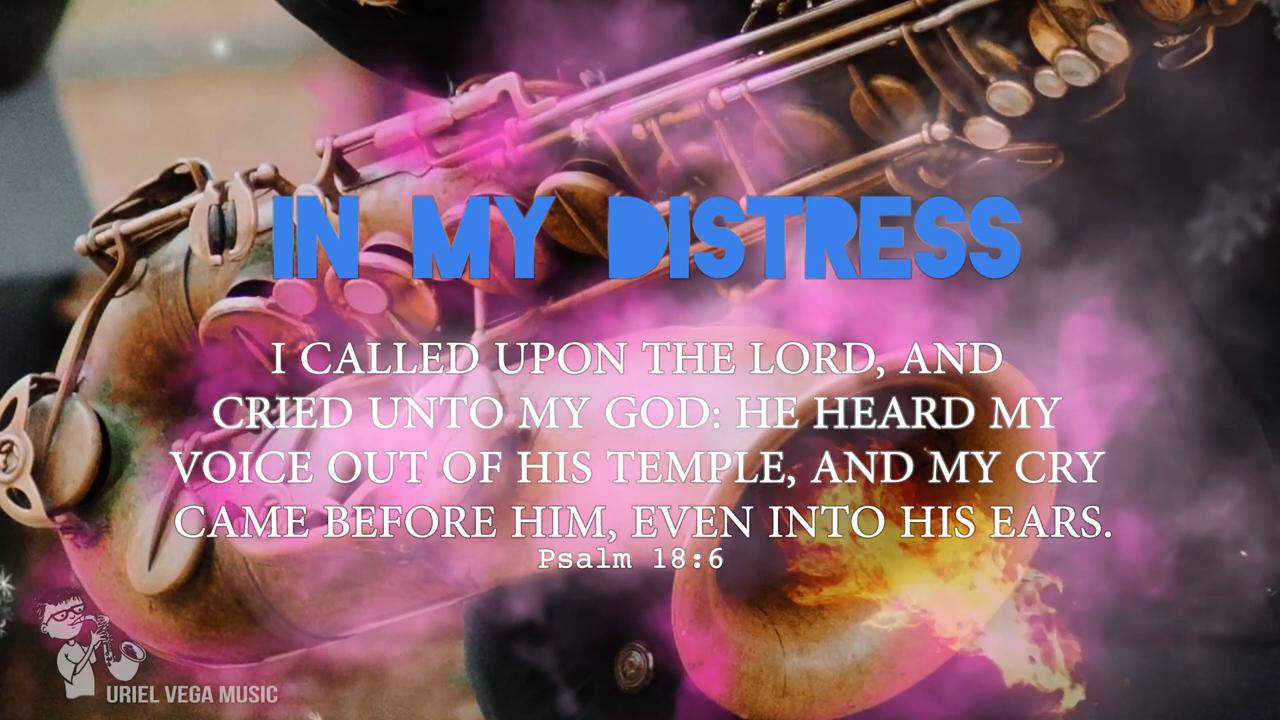 IN MY DISTRESS
I CALLED UPON THE LORD, AND
CRIED UNTO MY GOD: HE HEARD MY
VOICE OUT OF HIS TEMPLE, AND MY CRY
CAME BEFORE HIM, EVEN INTO HIS EARS.
Psalm 18:6
URIEL VEGA MUSIC